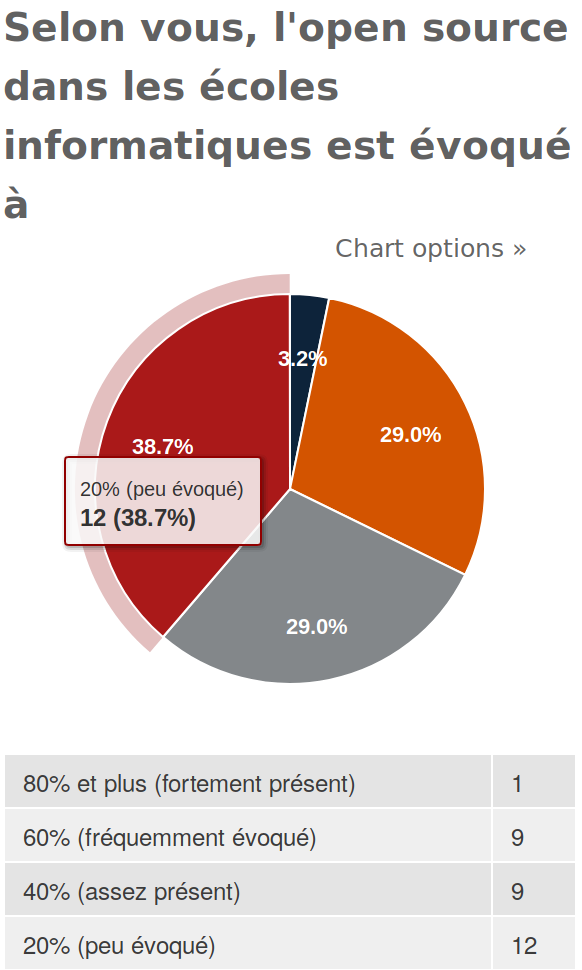 Selon vous, l'open source
dans les écoles
informatiques est évoqué
à
Chart options »
3.2%
29.0%
38.7%
20% (peu évoqué)
12 (38.7%)
29.0%
80% et plus (fortement présent) 1
60% (fréquemment évoqué) 9
40% (assez présent) 9
20% (peu évoqué) 12